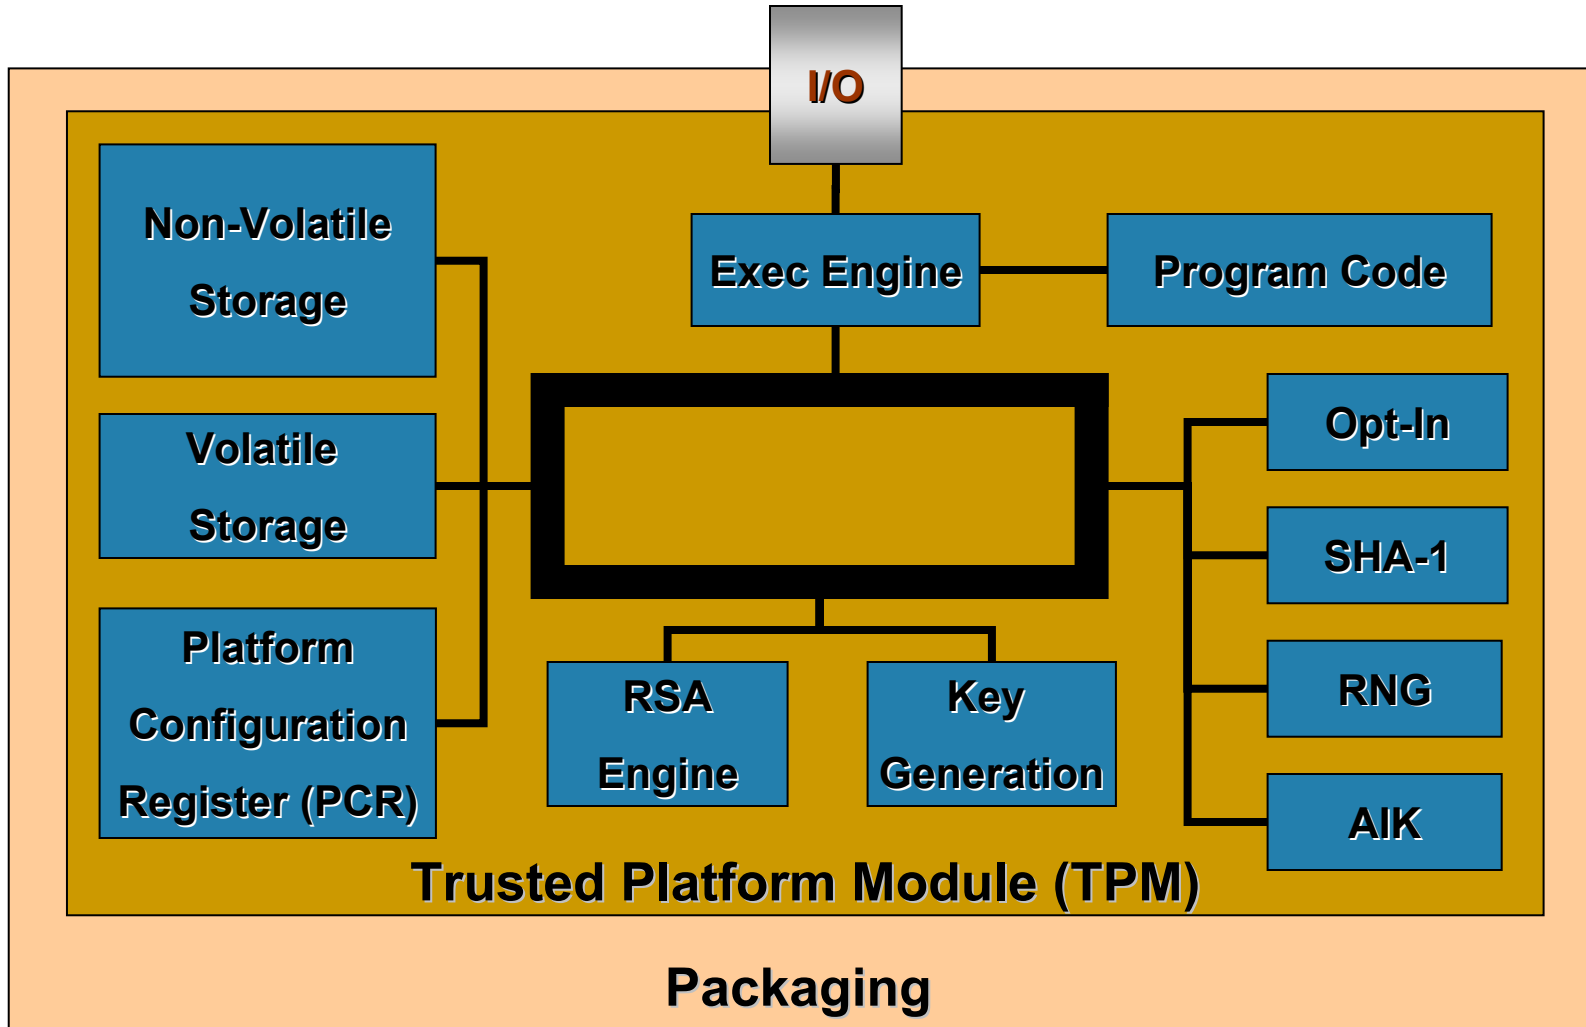 I/O
Non-Volatile
Storage
Exec Engine
Program Code
Volatile
Storage
Opt-In
SHA-1
Platform
Configuration
Register (PCR)
RSA
Engine
Key
Generation
RNG
AIK
Trusted Platform Module (TPM)
Packaging